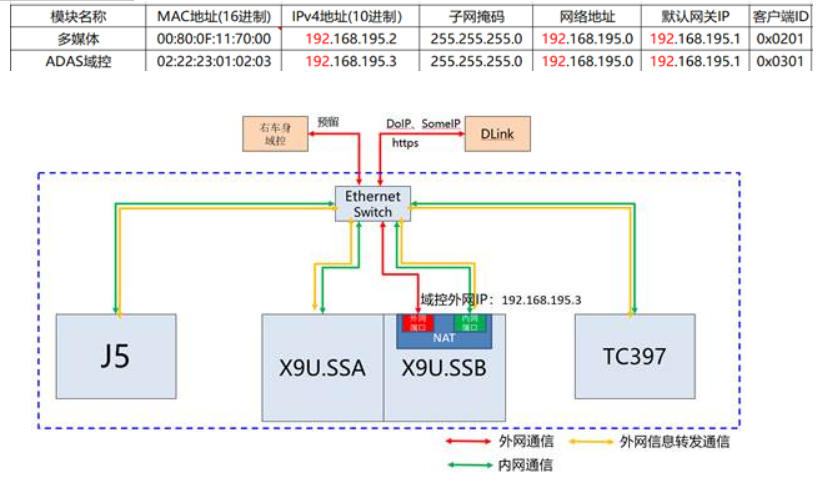 模块名称 MAC地址(16进制) IPv4地址(10进制) 子网掩码 网络地址 默认网关IP 客户端ID
多媒体 00:80:0F:11:70:00 192.168.195.2 255.255.255.0 192.168.195.0 192.168.195.1 0x0201
ADAS域控 02:22:23:01:02:03 192.168.195.3 255.255.255.0 192.168.195.0 192.168.195.1 0x0301
右车身
域控
预留
DoIP、SomeIP
https
DLink
Ethernet
Switch
域控外网IP：192.168.195.3
J5
X9U.SSA
外网
端口
内网
端口
NAT
X9U.SSB
TC397
外网通信
外网信息转发通信
内网通信